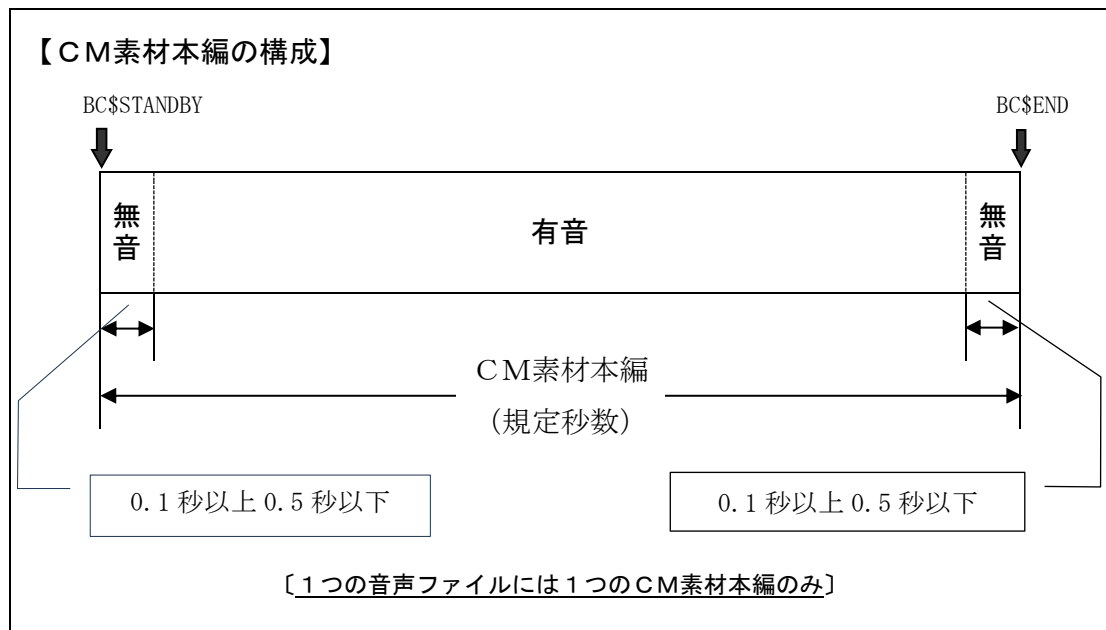 【ＣＭ素材本編の構成】
BC$STANDBY
BC$END
無音
有音
無音
ＣＭ素材本編
（規定秒数）
0.1 秒以上 0.5 秒以下
0.1 秒以上 0.5 秒以下
〔１つの音声ファイルには１つのＣＭ素材本編のみ〕